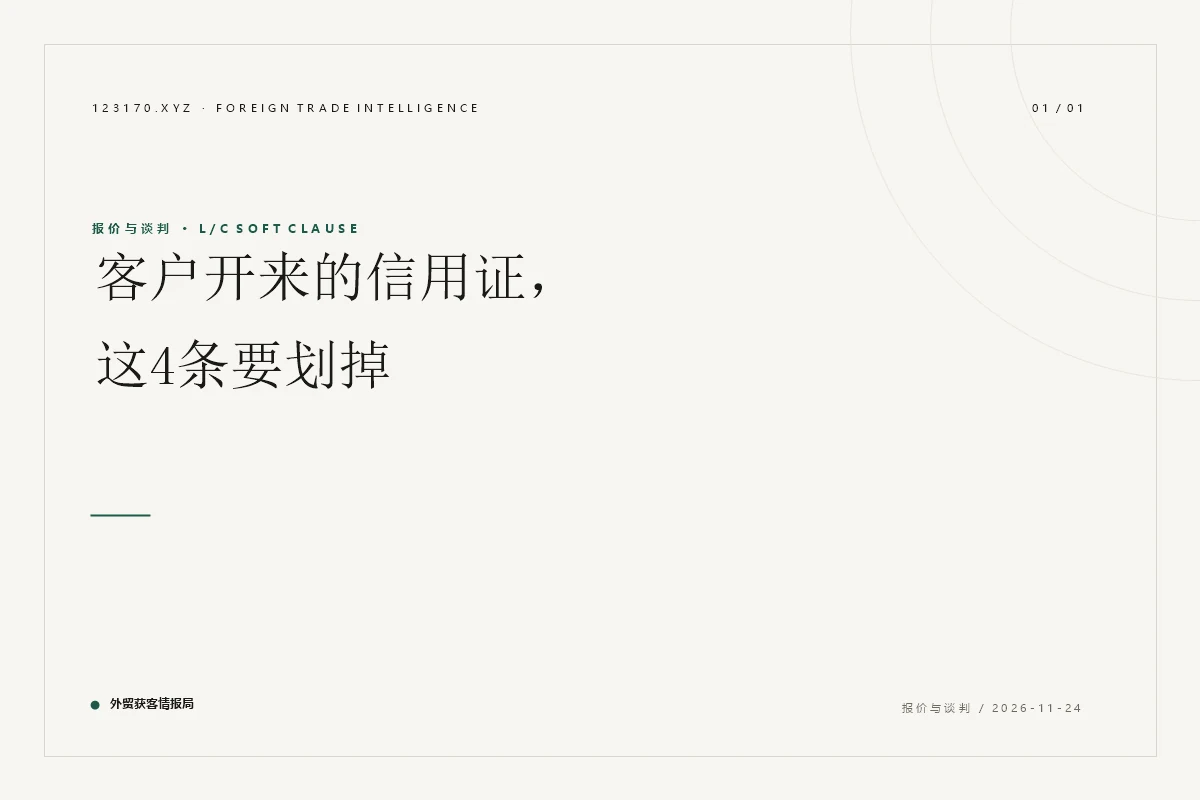 123170.XYZ · FOREIGN TRADE INTELLIGENCE
01 / 01
报价与谈判 • L/C SOFT CLAUSE
客户开来的信用证，
这4条要划掉
外贸获客情报局
报价与谈判 / 2026-11-24